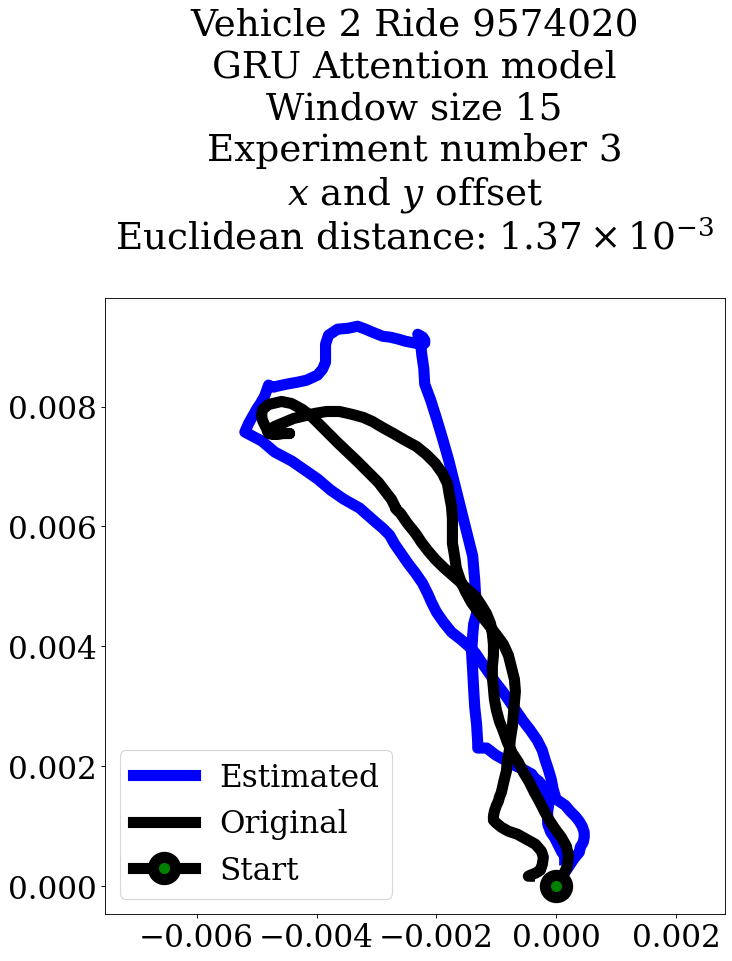 Vehicle 2 Ride 9574020
GRU Attention model
Window size 15
Experiment number 3
x and y offset
Euclidean distance: 1.37 × 10⁻³
0.008
0.006
0.004
0.002
0.000
Estimated
Original
Start
−0.006 −0.004 −0.002 0.000 0.002